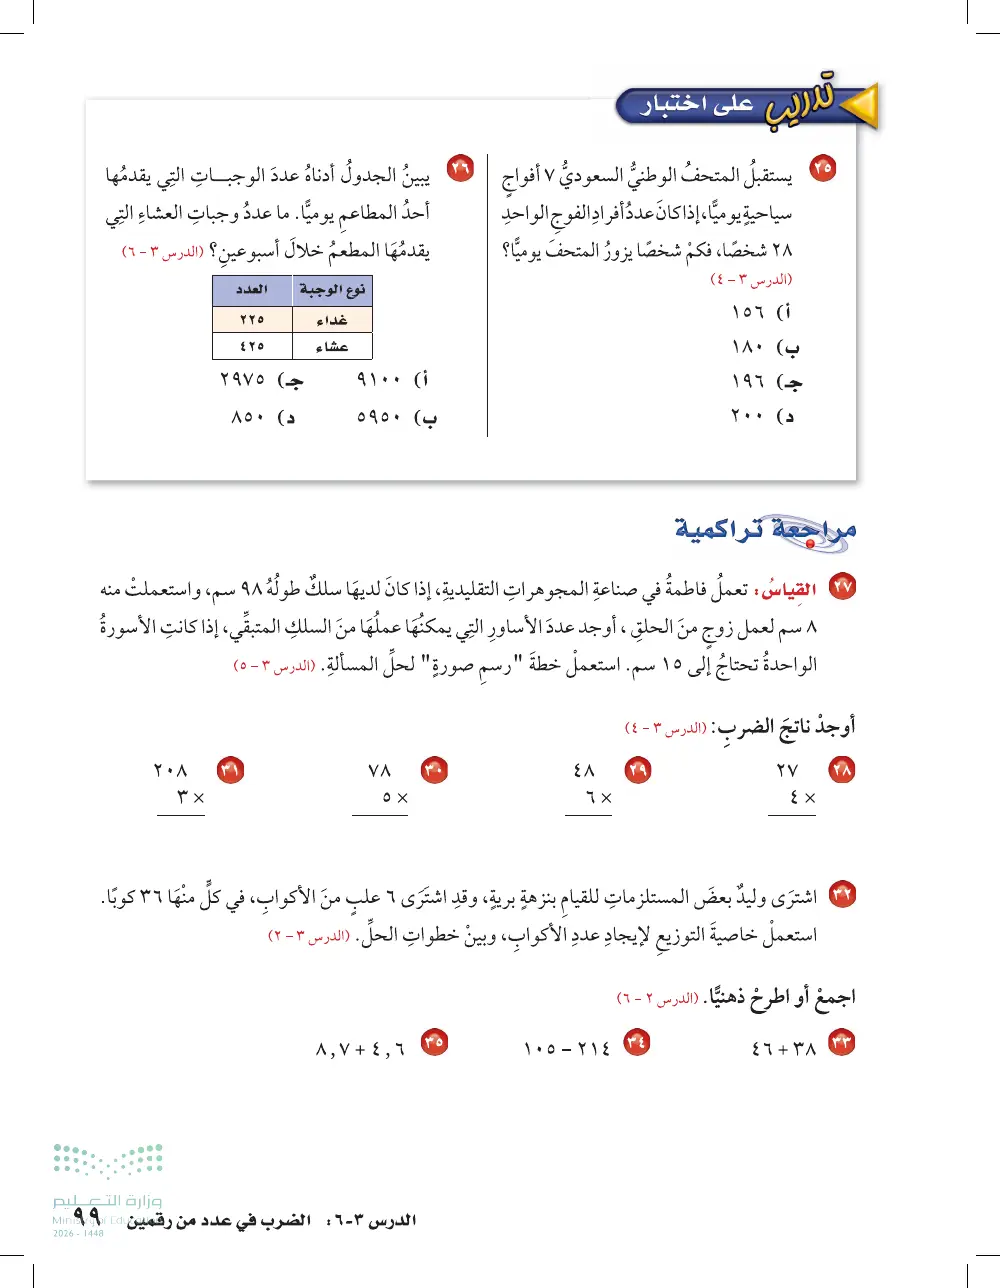 تدريب على اختبار
٢٥ يستقبلُ المتحفُ الوطنيُّ السعوديُّ ٧ أفواجٍ
سياحيةٍ يوميًّا، إذا كانَ عددُ أفرادِ الفوجِ الواحدِ
٢٨ شخصًا، فكمْ شخصًا يزورُ المتحفَ يوميًّا؟
(الدرس ٣ - ٤)
أ) ١٥٦
ب) ١٨٠
جـ) ١٩٦
د) ٢٠٠
٢٦ يبينُ الجدولُ أدناهُ عددَ الوجبـــاتِ التِي يقدمُها
أحدُ المطاعمِ يوميًّا. ما عددُ وجباتِ العشاءِ التِي
يقدمُهَا المطعمُ خلالَ أسبوعينِ؟ (الدرس ٣ - ٦)
نوع الوجبة العدد
غداء ٢٢٥
عشاء ٤٢٥
أ) ٩١٠٠ جـ) ٢٩٧٥
ب) ٥٩٥٠ د) ٨٥٠
مراجعة تراكمية
٢٧ القِياسُ: تعملُ فاطمةُ في صناعةِ المجوهراتِ التقليديةِ، إذا كانَ لديهَا سلكٌ طولُهُ ٩٨ سم، واستعملتْ منه
٨ سم لعمل زوجٍ منَ الحلقِ، أوجد عددَ الأساورِ التِي يمكنُهَا عملُهَا منَ السلكِ المتبقِّي، إذا كانتِ الأسورةُ
الواحدةُ تحتاجُ إلى ١٥ سم. استعملْ خطةَ "رسمِ صورةٍ" لحلِّ المسألةِ. (الدرس ٣ - ٥)
أوجدْ ناتجَ الضربِ: (الدرس ٣ - ٤)
٢٨ ٢٧ ٢٩ ٤٨ ٣٠ ٧٨ ٣١ ٢٠٨
× ٤ × ٦ × ٥ × ٣
٣٢ اشترَى وليدٌ بعضَ المستلزماتِ للقيامِ بنزهةٍ بريةٍ، وقدِ اشترَى ٦ علبٍ منَ الأكوابِ، في كلٍّ منْهَا ٣٦ كوبًا.
استعملْ خاصيةَ التوزيعِ لإيجادِ عددِ الأكوابِ، وبينْ خطواتِ الحلِّ. (الدرس ٣ - ٢)
اجمعْ أو اطرحْ ذهنيًّا. (الدرس ٢ - ٦)
٣٣ ٣٨ + ٤٦ ٣٤ ٢١٤ – ١٠٥ ٣٥ ٤,٦ + ٨,٧
وزارة التعـــليم
Ministry of Education
2026 - 1448
الدرس ٣-٦: الضرب في عدد من رقمين ٩٩